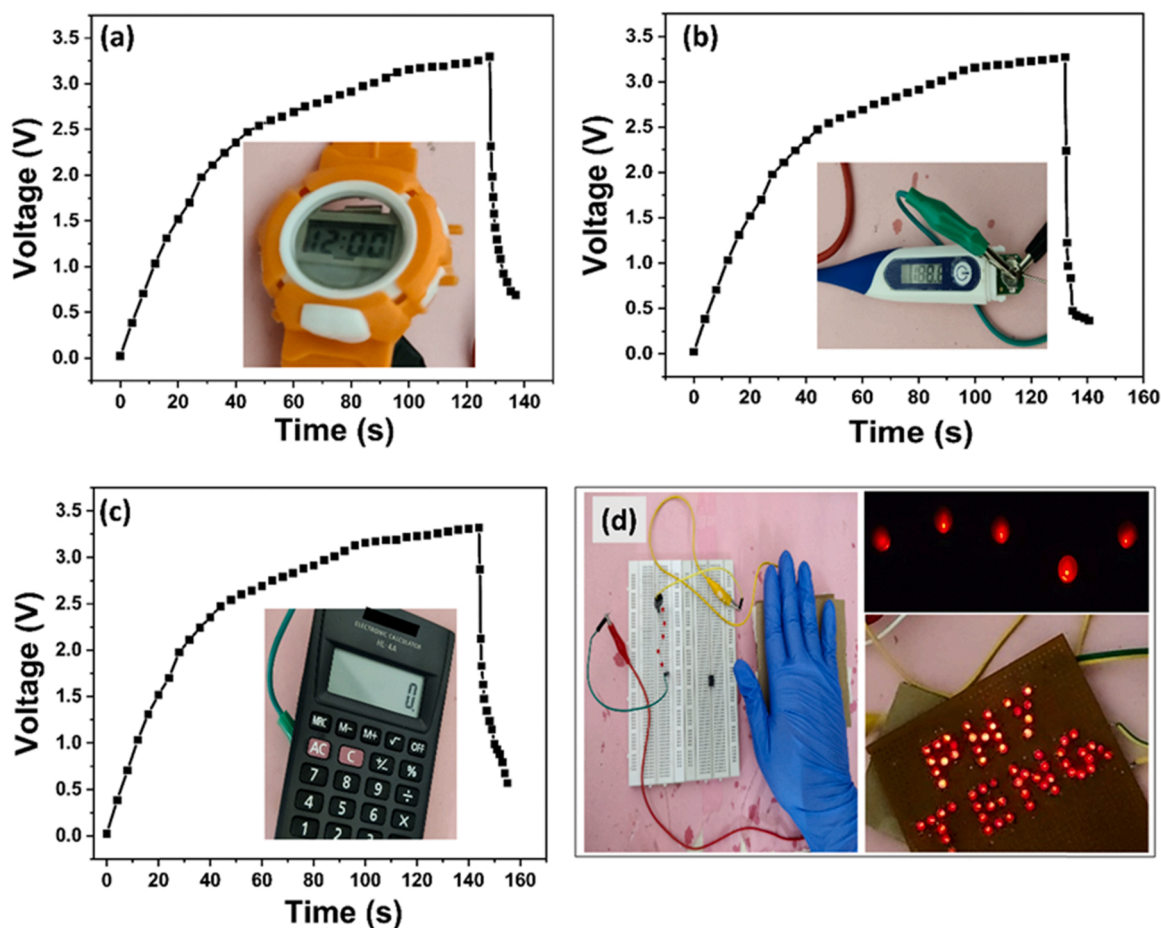 (a)
3.5
3.0
2.5
2.0
1.5
1.0
0.5
0.0
Voltage (V)
0 20 40 60 80 100 120 140
Time (s)
12:00
(b)
3.5
3.0
2.5
2.0
1.5
1.0
0.5
0.0
Voltage (V)
0 20 40 60 80 100 120 140 160
Time (s)
(c)
3.5
3.0
2.5
2.0
1.5
1.0
0.5
0.0
Voltage (V)
0 20 40 60 80 100 120 140 160
Time (s)
ELECTRONIC CALCULATOR
HL-4A
0
MRC M- M+ √ OFF
AC C +/- %
7 8 9 ÷
4 5 6 X
1 2 3
(d)
TENG